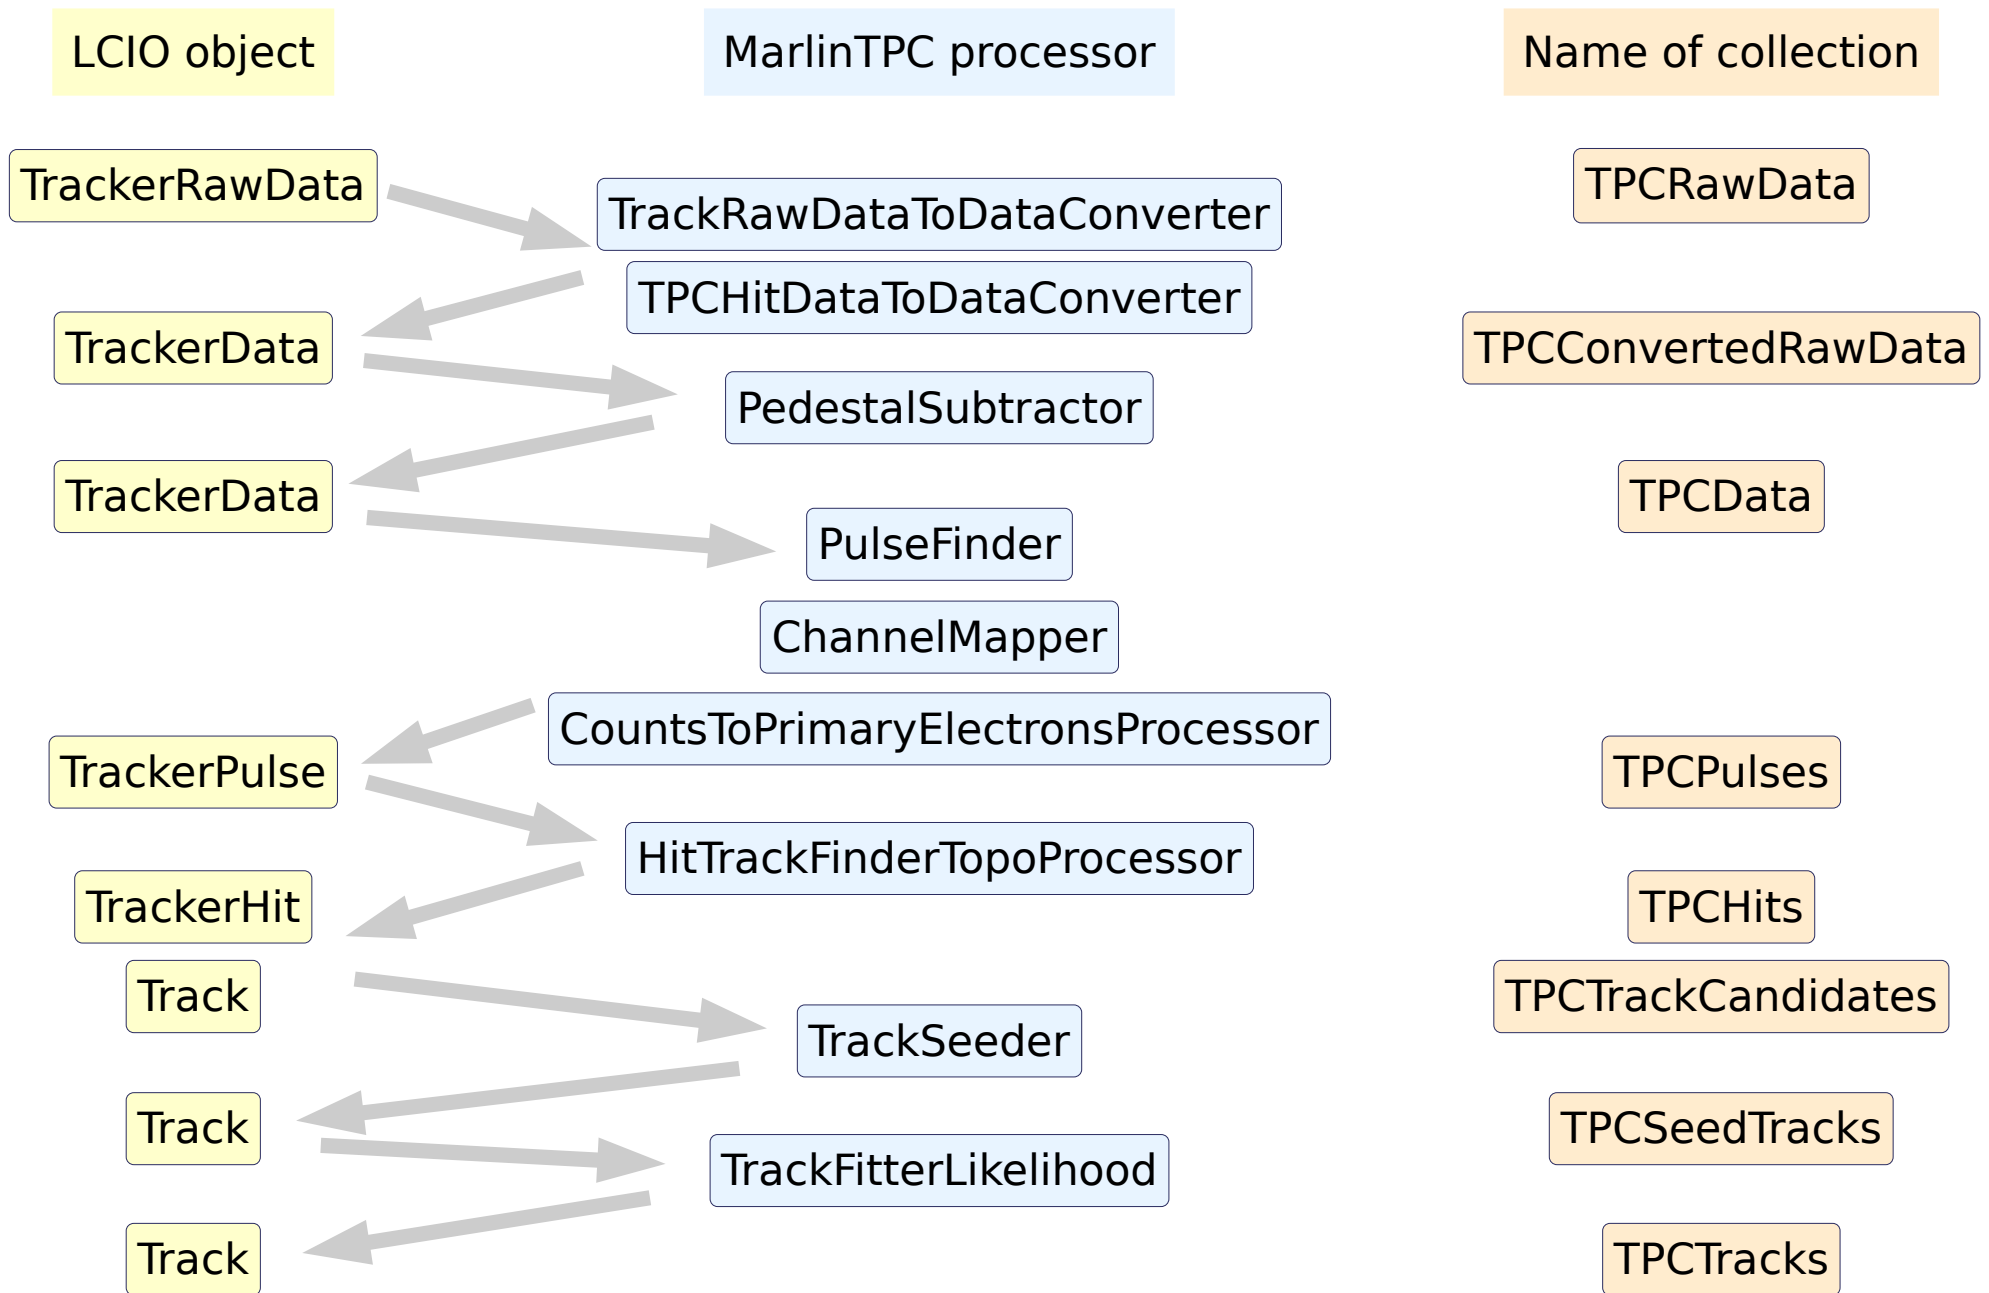 LCIO object
MarlinTPC processor
Name of collection
TrackerRawData
TrackRawDataToDataConverter
TPCRawData
TPCHitDataToDataConverter
TrackerData
TPCConvertedRawData
PedestalSubtractor
TrackerData
TPCData
PulseFinder
ChannelMapper
CountsToPrimaryElectronsProcessor
TrackerPulse
TPCPulses
HitTrackFinderTopoProcessor
TrackerHit
TPCHits
Track
TPCTrackCandidates
TrackSeeder
Track
TPCSeedTracks
TrackFitterLikelihood
Track
TPCTracks